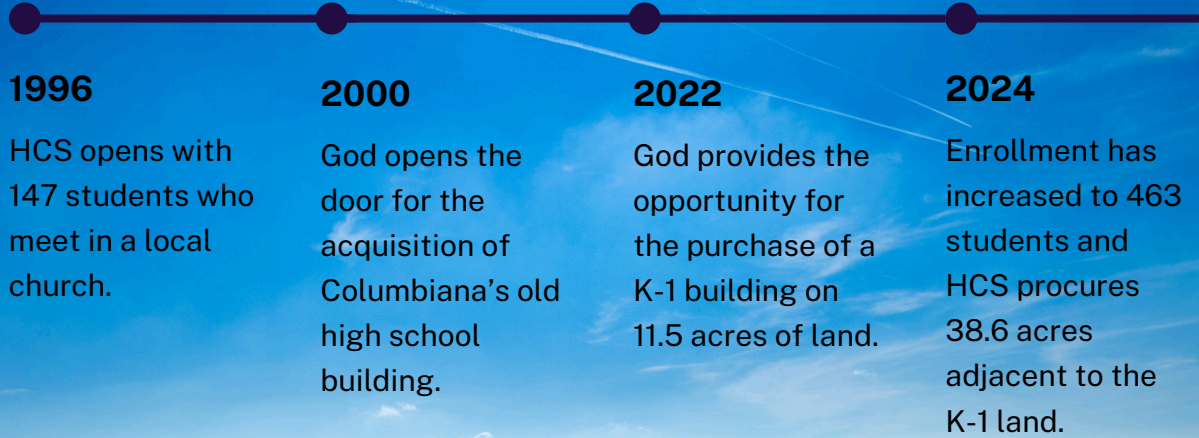 1996
HCS opens with
147 students who
meet in a local
church.
2000
God opens the
door for the
acquisition of
Columbiana’s old
high school
building.
2022
God provides the
opportunity for
the purchase of a
K-1 building on
11.5 acres of land.
2024
Enrollment has
increased to 463
students and
HCS procures
38.6 acres
adjacent to the
K-1 land.